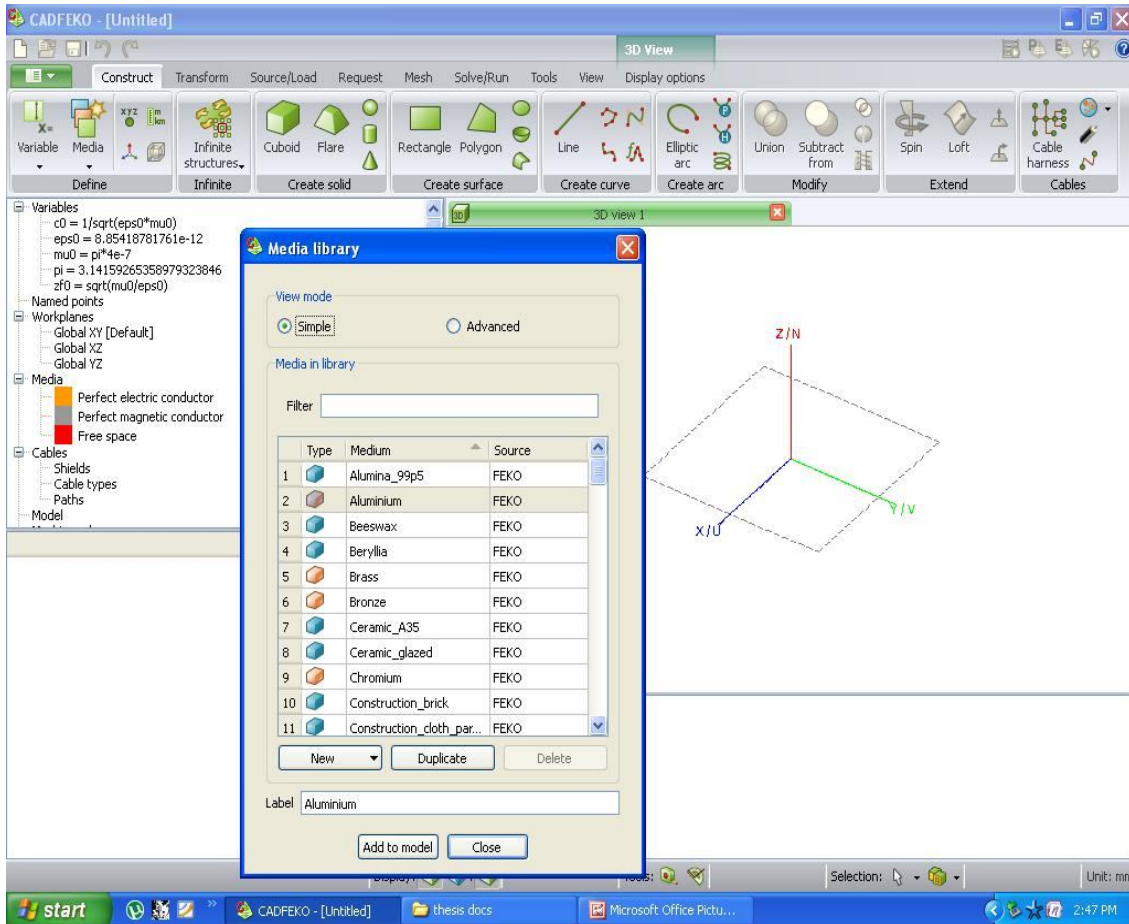 CADFEKO - [Untitled]
3D View
Construct Transform Source/Load Request Mesh Solve/Run Tools View Display options
X=
xyz m km
Variable Media Infinite structures Cuboid Flare Rectangle Polygon Line Elliptic arc Union Subtract from Spin Loft Cable harness
Define Infinite Create solid Create surface Create curve Create arc Modify Extend Cables
Variables
c0 = 1/sqrt(eps0*mu0)
eps0 = 8.85418781761e-12
mu0 = pi*4e-7
pi = 3.14159265358979323846
zf0 = sqrt(mu0/eps0)
Named points
Workplanes
Global XY [Default]
Global XZ
Global YZ
Media
Perfect electric conductor
Perfect magnetic conductor
Free space
Cables
Shields
Cable types
Paths
Model
3D 3D view 1
Z/N
X/U
Y/V
Media library
View mode
Simple Advanced
Media in library
Filter
Type Medium Source
1 Alumina_99p5 FEKO
2 Aluminium FEKO
3 Beeswax FEKO
4 Beryllia FEKO
5 Brass FEKO
6 Bronze FEKO
7 Ceramic_A35 FEKO
8 Ceramic_glazed FEKO
9 Chromium FEKO
10 Construction_brick FEKO
11 Construction_cloth_par... FEKO
New Duplicate Delete
Label Aluminium
Add to model Close
Selection: Unit: mm
start CADFEKO - [Untitled] thesis docs Microsoft Office Pictu... 2:47 PM